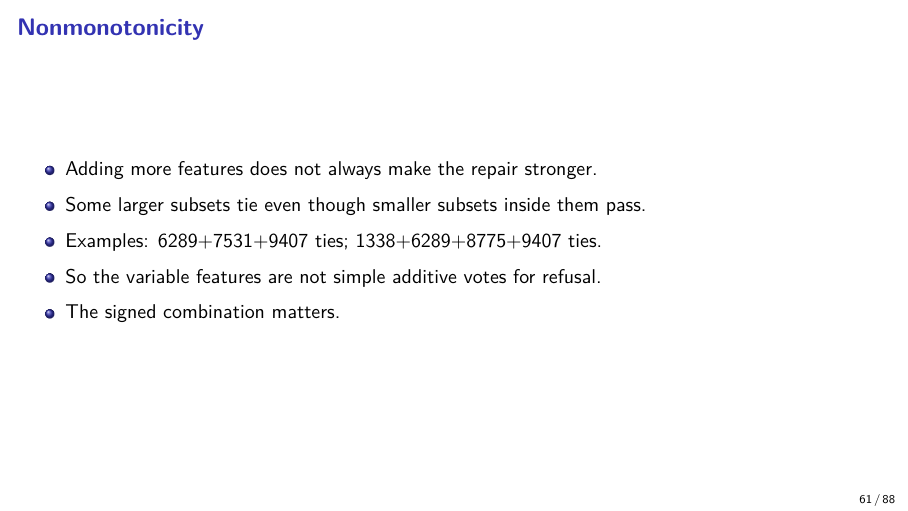 Nonmonotonicity
Adding more features does not always make the repair stronger.
Some larger subsets tie even though smaller subsets inside them pass.
Examples: 6289+7531+9407 ties; 1338+6289+8775+9407 ties.
So the variable features are not simple additive votes for refusal.
The signed combination matters.
61 / 88